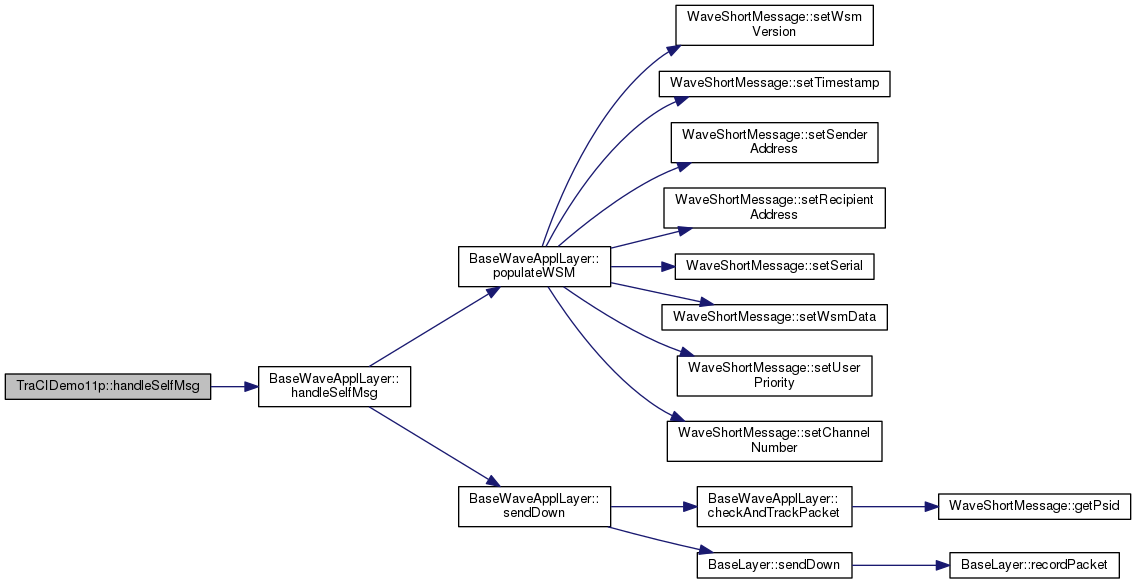 WaveShortMessage::setWsm
Version
WaveShortMessage::setTimestamp
WaveShortMessage::setSender
Address
WaveShortMessage::setRecipient
Address
BaseWaveApplLayer::
populateWSM
WaveShortMessage::setSerial
WaveShortMessage::setWsmData
WaveShortMessage::setUser
Priority
TraCIDemo11p::handleSelfMsg
BaseWaveApplLayer::
handleSelfMsg
WaveShortMessage::setChannel
Number
BaseWaveApplLayer::
sendDown
BaseWaveApplLayer::
checkAndTrackPacket
WaveShortMessage::getPsid
BaseLayer::sendDown
BaseLayer::recordPacket